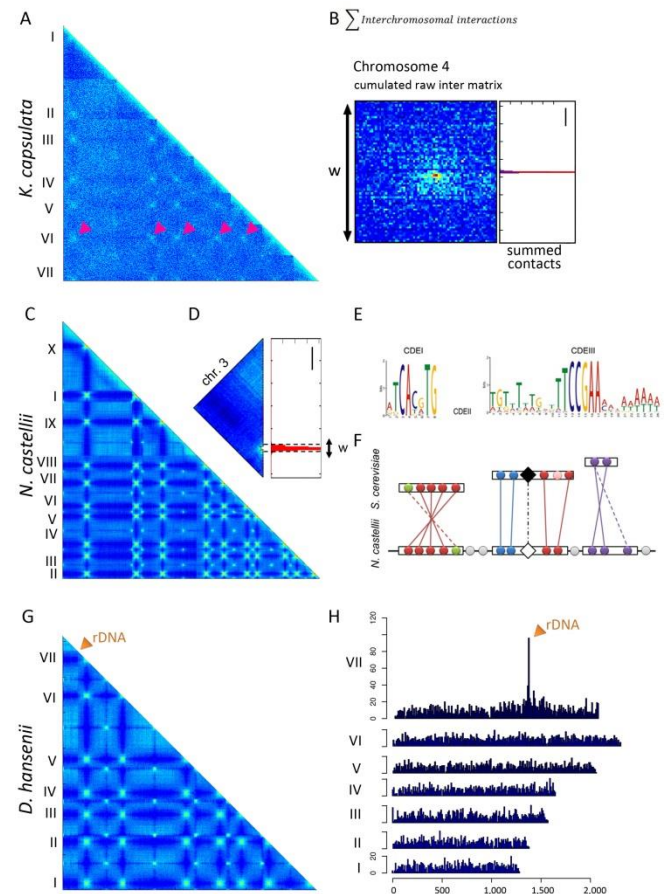 A
B
∑ Interchromosomal interactions
I
II
III
IV
V
VI
VII
K. capsulata
Chromosome 4
cumulated raw inter matrix
w
summed
contacts
C
D
X
I
IX
VIII
VII
VI
V
IV
III
II
N. castellii
chr. 3
w
E
CDEI
CDEII
CDEIII
F
S. cerevisiae
N. castellii
G
rDNA
VII
VI
V
IV
III
II
I
D. hansenii
H
rDNA
120
100
80
60
40
20
0
VII
VI
V
IV
III
II
I
20
0
0
500
1.000
1.500
2.000